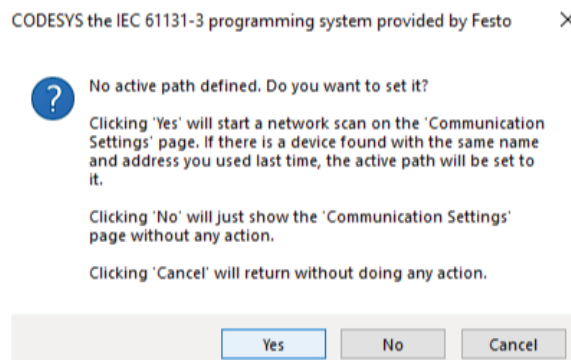 CODESYS the IEC 61131-3 programming system provided by Festo
No active path defined. Do you want to set it?
Clicking 'Yes' will start a network scan on the 'Communication
Settings' page. If there is a device found with the same name
and address you used last time, the active path will be set to
it.
Clicking 'No' will just show the 'Communication Settings'
page without any action.
Clicking 'Cancel' will return without doing any action.
Yes No Cancel